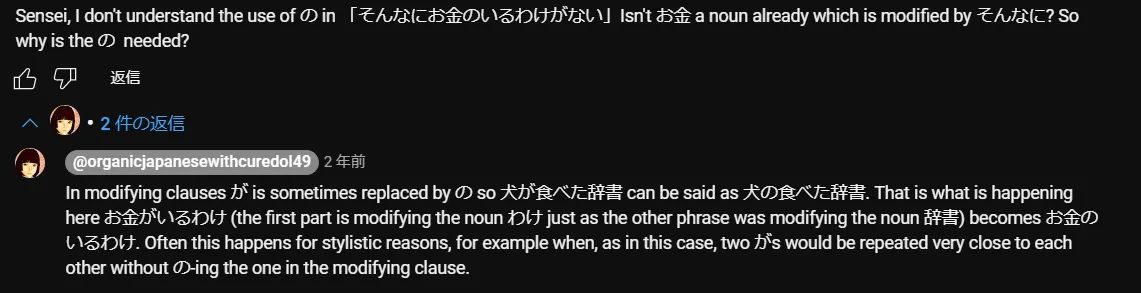 Sensei, I don't understand the use of の in 「そんなにお金のいるわけがない」Isn't お金 a noun already which is modified by そんなに? So
why is the の needed?
返信
• 2 件の返信
@organicjapanesewithcuredol49 2 年前
In modifying clauses が is sometimes replaced by の so 犬が食べた辞書 can be said as 犬の食べた辞書. That is what is happening
here お金がいるわけ (the first part is modifying the noun わけ just as the other phrase was modifying the noun 辞書) becomes お金の
いるわけ. Often this happens for stylistic reasons, for example when, as in this case, two がs would be repeated very close to each
other without の-ing the one in the modifying clause.